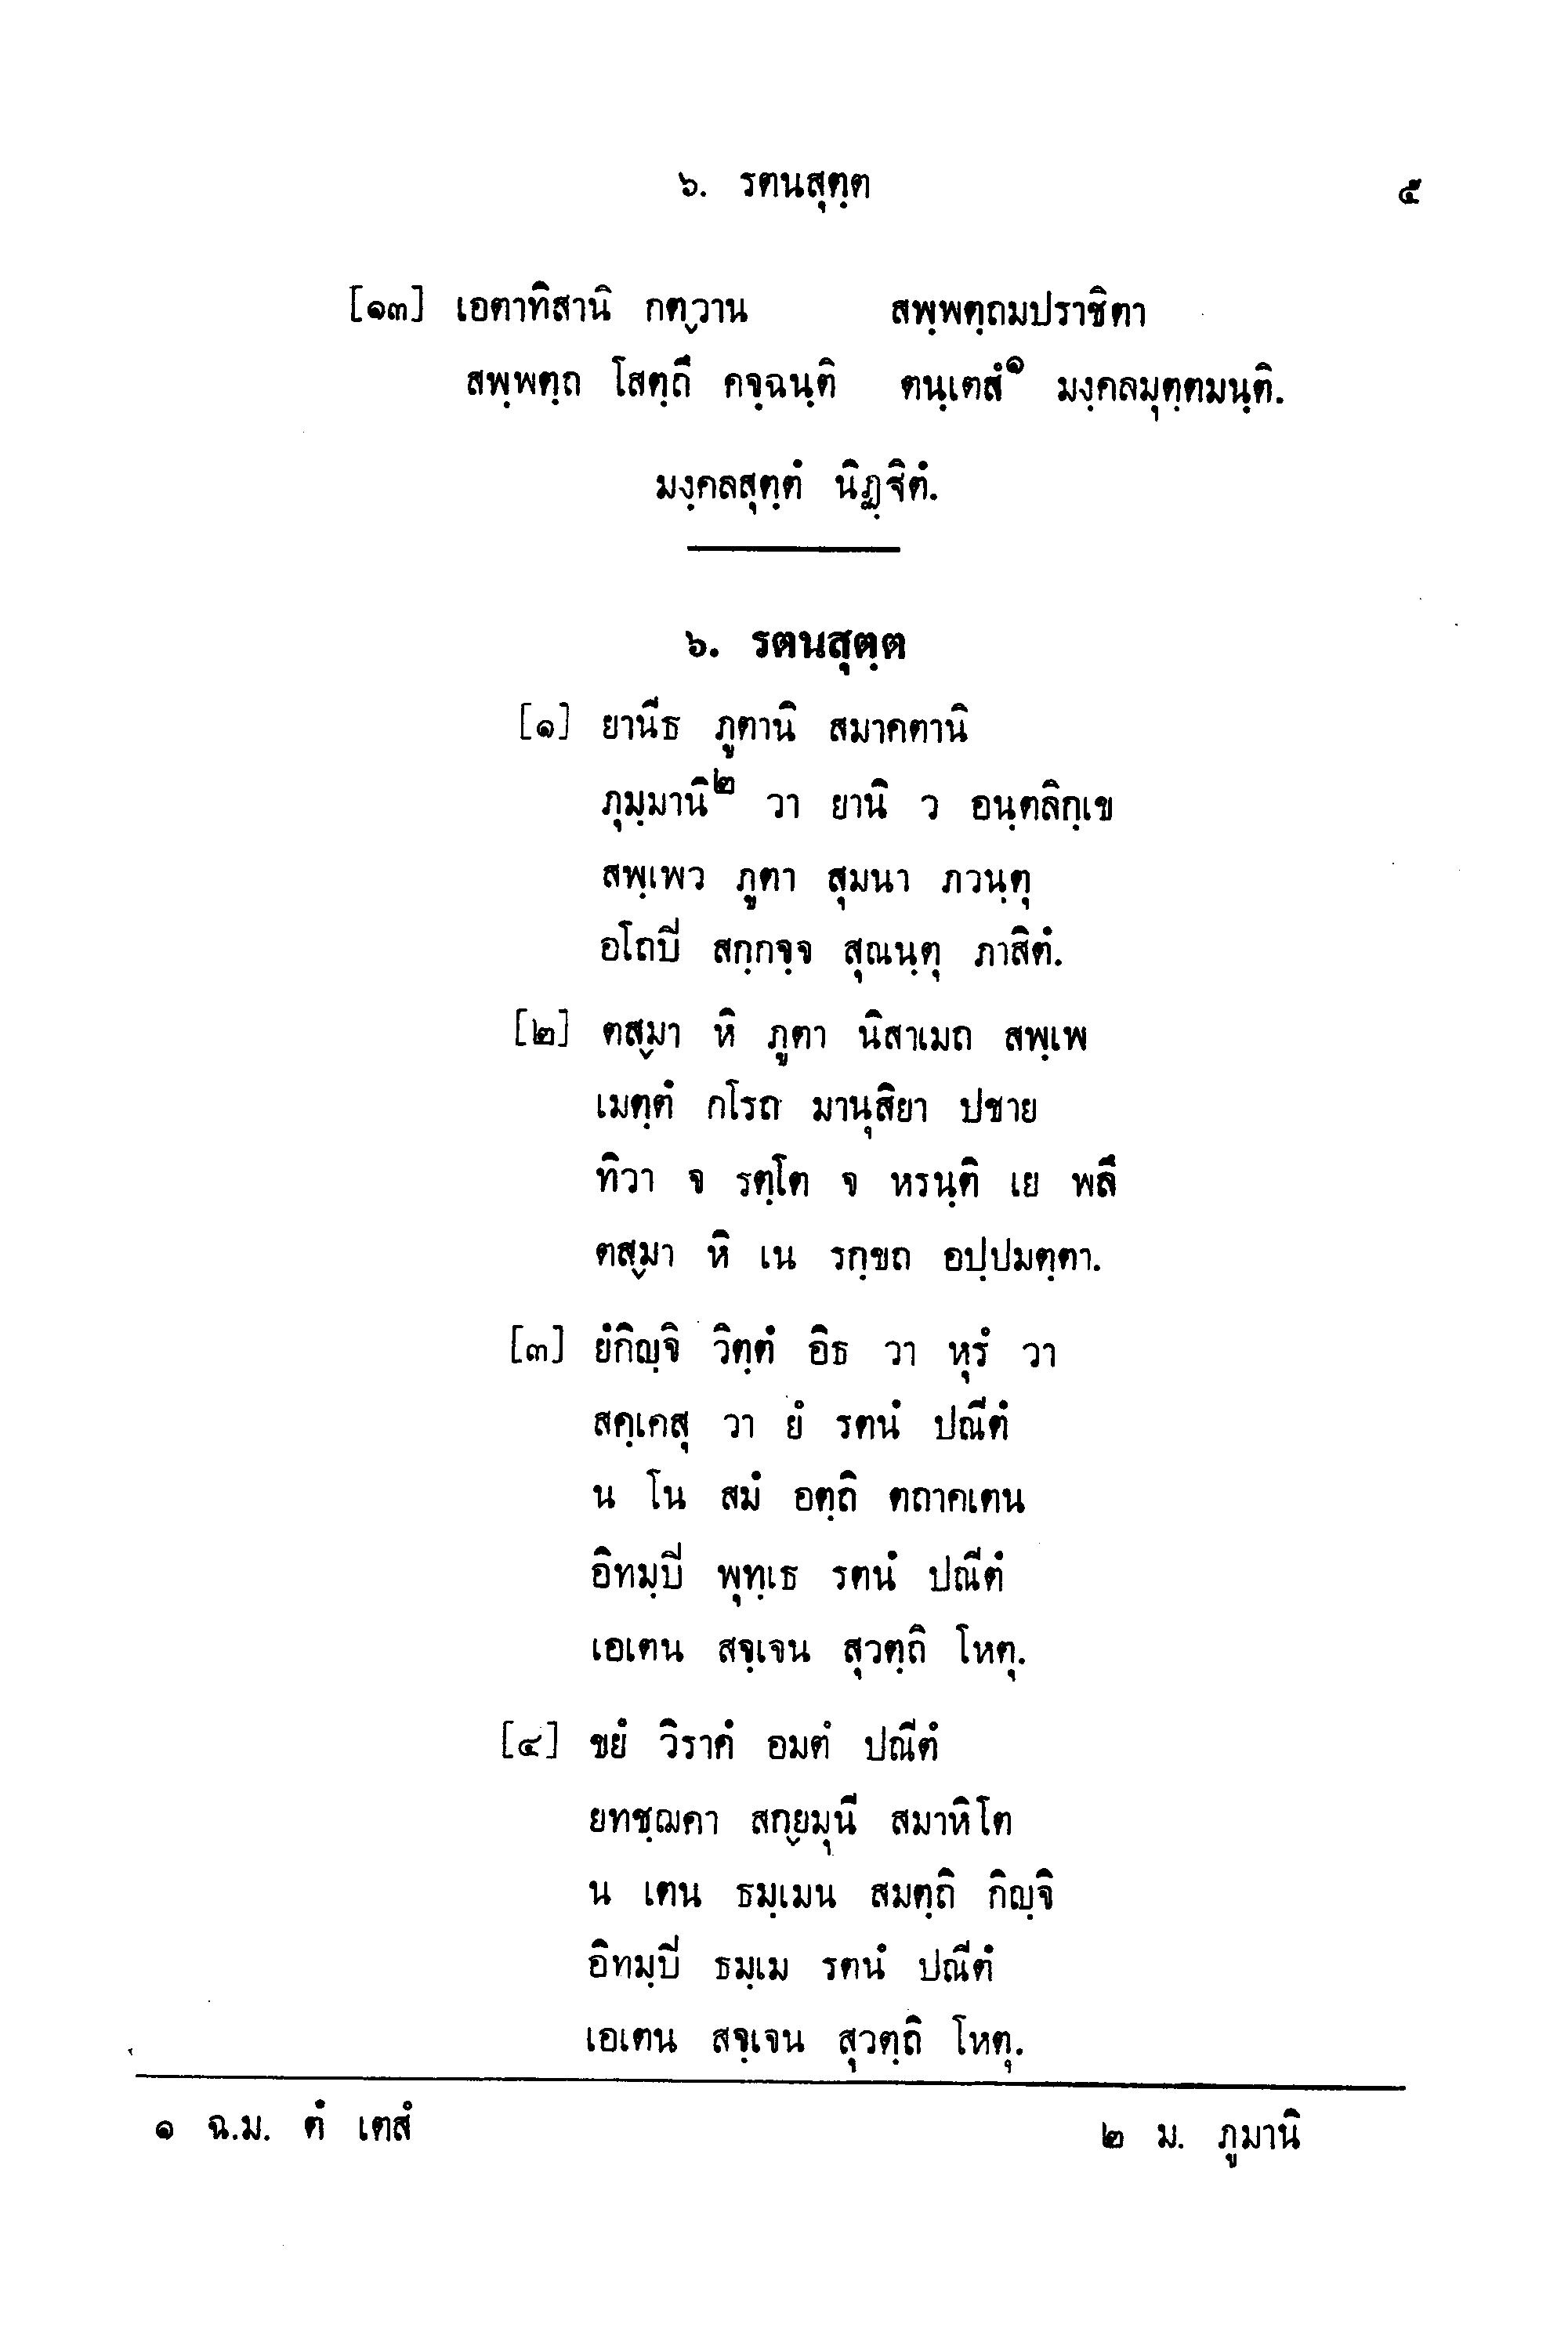 ๖. รตนสุตฺต ๕
[๑๓] เอตาทิสานิ กตฺวาน สพฺพตฺถมปราชิตา
สพฺพตฺถ โสตฺถึ คจฺฉนฺติ ตนฺเตสํ๑ มงฺคลมุตฺตมนฺติ.
มงฺคลสุตฺตํ นิฏฺฐิตํ.
๖. รตนสุตฺต
[๑] ยานีธ ภูตานิ สมาคตานิ
ภุมฺมานิ๒ วา ยานิ ว อนฺตลิกฺเข
สพฺเพว ภูตา สุมนา ภวนฺตุ
อโถปิ สกฺกจฺจ สุณนฺตุ ภาสิตํ.
[๒] ตสฺมา หิ ภูตา นิสาเมถ สพฺเพ
เมตฺตํ กโรถ มานุสิยา ปชาย
ทิวา จ รตฺโต จ หรนฺติ เย พลึ
ตสฺมา หิ เน รกฺขถ อปฺปมตฺตา.
[๓] ยํกิญฺจิ วิตฺตํ อิธ วา หุรํ วา
สคฺเคสุ วา ยํ รตนํ ปณีตํ
น โน สมํ อตฺถิ ตถาคเตน
อิทมฺปิ พุทฺเธ รตนํ ปณีตํ
เอเตน สจฺเจน สุวตฺถิ โหตุ.
[๔] ขยํ วิราคํ อมตํ ปณีตํ
ยทชฺฌคา สกฺยมุนี สมาหิโต
น เตน ธมฺเมน สมตฺถิ กิญฺจิ
อิทมฺปิ ธมฺเม รตนํ ปณีตํ
เอเตน สจฺเจน สุวตฺถิ โหตุ.
๑ ฉ.ม. ตํ เตสํ ๒ ม. ภูมานิ